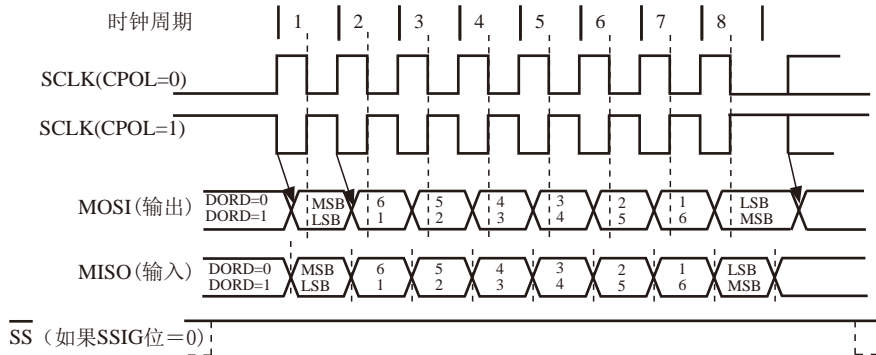 时钟周期 1 2 3 4 5 6 7 8
SCLK(CPOL=0)
SCLK(CPOL=1)
MOSI(输出) DORD=0 MSB 6 5 4 3 2 1 LSB
DORD=1 LSB 1 2 3 4 5 6 MSB
MISO(输入) DORD=0 MSB 6 5 4 3 2 1 LSB
DORD=1 LSB 1 2 3 4 5 6 MSB
SS(如果SSIG位=0)